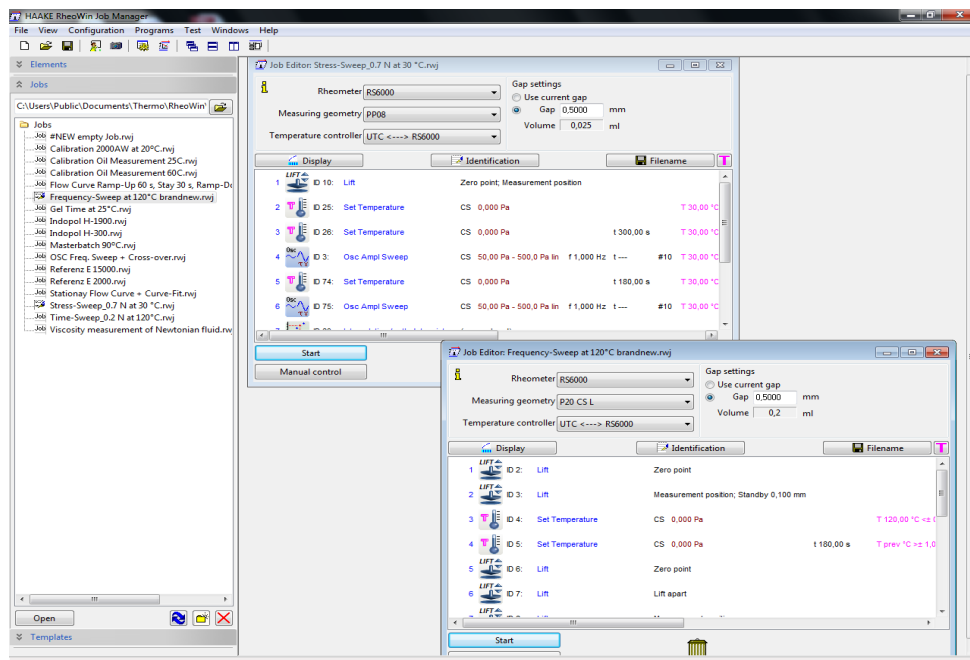 HAAKE RheoWin Job Manager
File View Configuration Programs Test Windows Help
Elements
Jobs
C:\Users\Public\Documents\Thermo\RheoWin'
Jobs
#NEW empty Job.rwj
Calibration 2000AW at 20°C.rwj
Calibration Oil Measurement 25C.rwj
Calibration Oil Measurement 60C.rwj
Flow Curve Ramp-Up 60 s, Stay 30 s, Ramp-D
Frequency-Sweep at 120°C brandnew.rwj
Gel Time at 25°C.rwj
Indopol H-1900.rwj
Indopol H-300.rwj
Masterbatch 90°C.rwj
OSC Freq. Sweep + Cross-over.rwj
Referenz E 15000.rwj
Referenz E 2000.rwj
Stationay Flow Curve + Curve-Fit.rwj
Stress-Sweep_0.7 N at 30 °C.rwj
Time-Sweep_0.2 N at 120°C.rwj
Viscosity measurement of Newtonian fluid.rw
Open
Templates
Job Editor: Stress-Sweep_0.7 N at 30 °C.rwj
Rheometer RS6000
Measuring geometry PP08
Temperature controller UTC <---> RS6000
Gap settings
Use current gap
Gap 0,5000 mm
Volume 0,025 ml
Display Identification Filename T
1 LIFT ID 10: Lift Zero point; Measurement position
2 T ID 25: Set Temperature CS 0,000 Pa T 30,00 °C
3 T ID 26: Set Temperature CS 0,000 Pa t 300,00 s T 30,00 °C
4 Osc ID 3: Osc Ampl Sweep CS 50,00 Pa - 500,0 Pa lin f 1,000 Hz t --- #10 T 30,00 °C
5 T ID 74: Set Temperature CS 0,000 Pa t 180,00 s T 30,00 °C
6 Osc ID 75: Osc Ampl Sweep CS 50,00 Pa - 500,0 Pa lin f 1,000 Hz t --- #10 T 30,00 °C
Start
Manual control
Job Editor: Frequency-Sweep at 120°C brandnew.rwj
Rheometer RS6000
Measuring geometry P20 CS L
Temperature controller UTC <---> RS6000
Gap settings
Use current gap
Gap 0,5000 mm
Volume 0,2 ml
Display Identification Filename T
1 LIFT ID 2: Lift Zero point
2 LIFT ID 3: Lift Measurement position; Standby 0,100 mm
3 T ID 4: Set Temperature CS 0,000 Pa T 120,00 °C <±
4 T ID 5: Set Temperature CS 0,000 Pa t 180,00 s T prev °C >± 1,0
5 LIFT ID 6: Lift Zero point
6 LIFT ID 7: Lift Lift apart
LIFT
Start